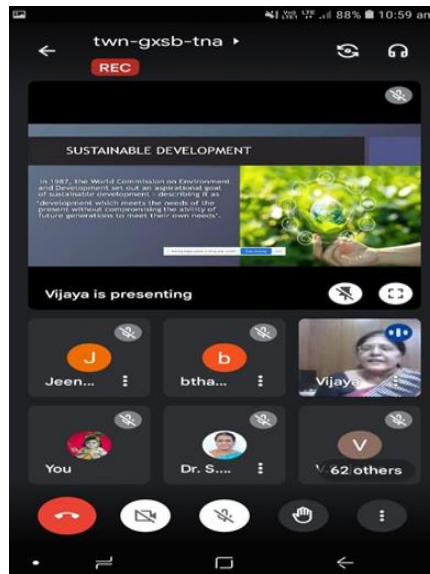 LTE 88% 10:59 am
twn-gxsb-tna
REC
SUSTAINABLE DEVELOPMENT
In 1987, the World Commission on Environment
and Development set out an aspirational goal
of sustainable development – describing it as
'development which meets the needs of the
present without compromising the ability of
future generations to meet their own needs'.
Vijaya is presenting
J
b
Jeen...
btha...
Vijaya
V
You
Dr. S....
V.
62 others